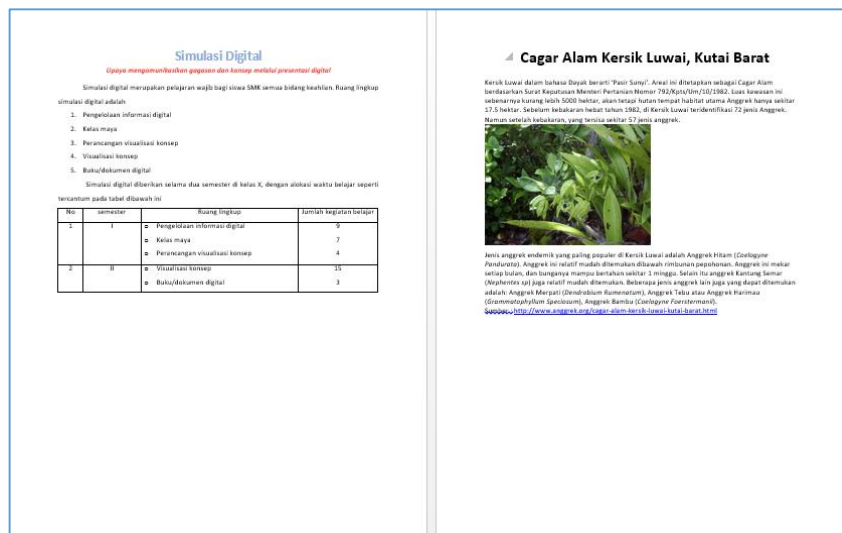 Simulasi Digital
Upaya mengomunikasikan gagasan dan konsep melalui presentasi digital
Simulasi digital merupakan pelajaran wajib bagi siswa SMK semua bidang keahlian. Ruang lingkup
simulasi digital adalah
1. Pengelolaan informasi digital
2. Kelas maya
3. Perancangan visualisasi konsep
4. Visualisasi konsep
5. Buku/dokumen digital
Simulasi digital diberikan selama dua semester di kelas X, dengan alokasi waktu belajar seperti
tercantum pada tabel dibawah ini
No semester Ruang lingkup Jumlah kegiatan belajar
1 I Pengelolaan informasi digital 9
Kelas maya 7
Perancangan visualisasi konsep 4
2 II Visualisasi konsep 15
Buku/dokumen digital 3
Cagar Alam Kersik Luwai, Kutai Barat
Kersik Luwai dalam bahasa Dayak berarti 'Pasir Sunyi'. Areal ini ditetapkan sebagai Cagar Alam
berdasarkan Surat Keputusan Menteri Pertanian Nomor 792/Kpts/Um/10/1982. Luas kawasan ini
sebenarnya kurang lebih 5000 hektar, akan tetapi hutan tempat habitat utama Anggrek hanya sekitar
17.5 hektar. Sebelum kebakaran hebat tahun 1982, di Kersik Luwai teridentifikasi 72 jenis Anggrek.
Namun setelah kebakaran, yang tersisa sekitar 57 jenis anggrek.
Jenis anggrek endemik yang paling populer di Kersik Luwai adalah Anggrek Hitam (Coelogyne
Pandurata). Anggrek ini relatif mudah ditemukan dibawah rimbunan pepohonan. Anggrek ini mekar
setiap bulan, dan bunganya mampu bertahan sekitar 1 minggu. Selain itu anggrek Kantung Semar
(Nephentes sp) juga relatif mudah ditemukan. Beberapa jenis anggrek lain juga yang dapat ditemukan
adalah: Anggrek Merpati (Dendrobium Rumenatum), Anggrek Tebu atau Anggrek Harimau
(Grammatophyllum Speciosum), Anggrek Bambu (Coelogyne Foerstermanii).
Sumber : http://www.anggrek.org/cagar-alam-kersik-luwai-kutai-barat.html